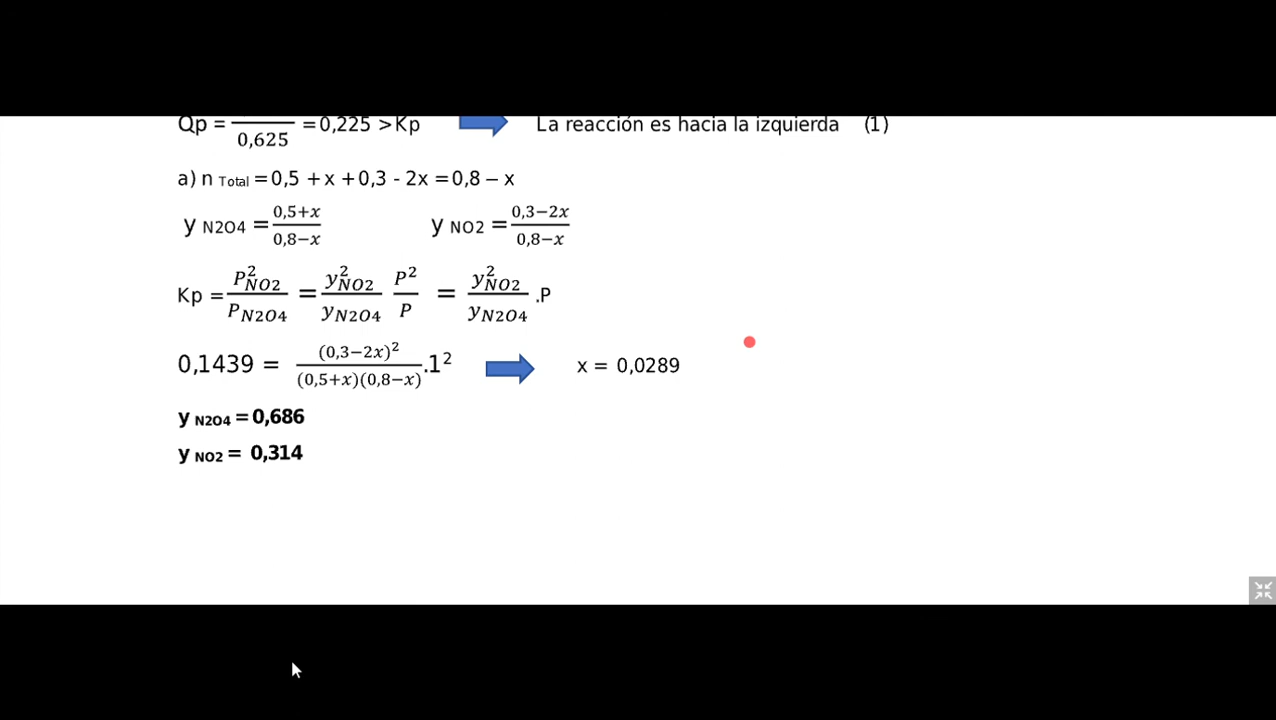 Qp = ‾0,625 = 0,225 > Kp La reacción es hacia la izquierda (1)
a) n Total = 0,5 + x + 0,3 - 2x = 0,8 – x
y N2O4 = (0,5+x)/(0,8−x) y NO2 = (0,3−2x)/(0,8−x)
Kp = P²NO2/PN2O4 = y²NO2/yN2O4 P²/P = y²NO2/yN2O4 .P
0,1439 = (0,3−2x)²/((0,5+x)(0,8−x)) .1² x = 0,0289
y N2O4 = 0,686
y NO2 = 0,314